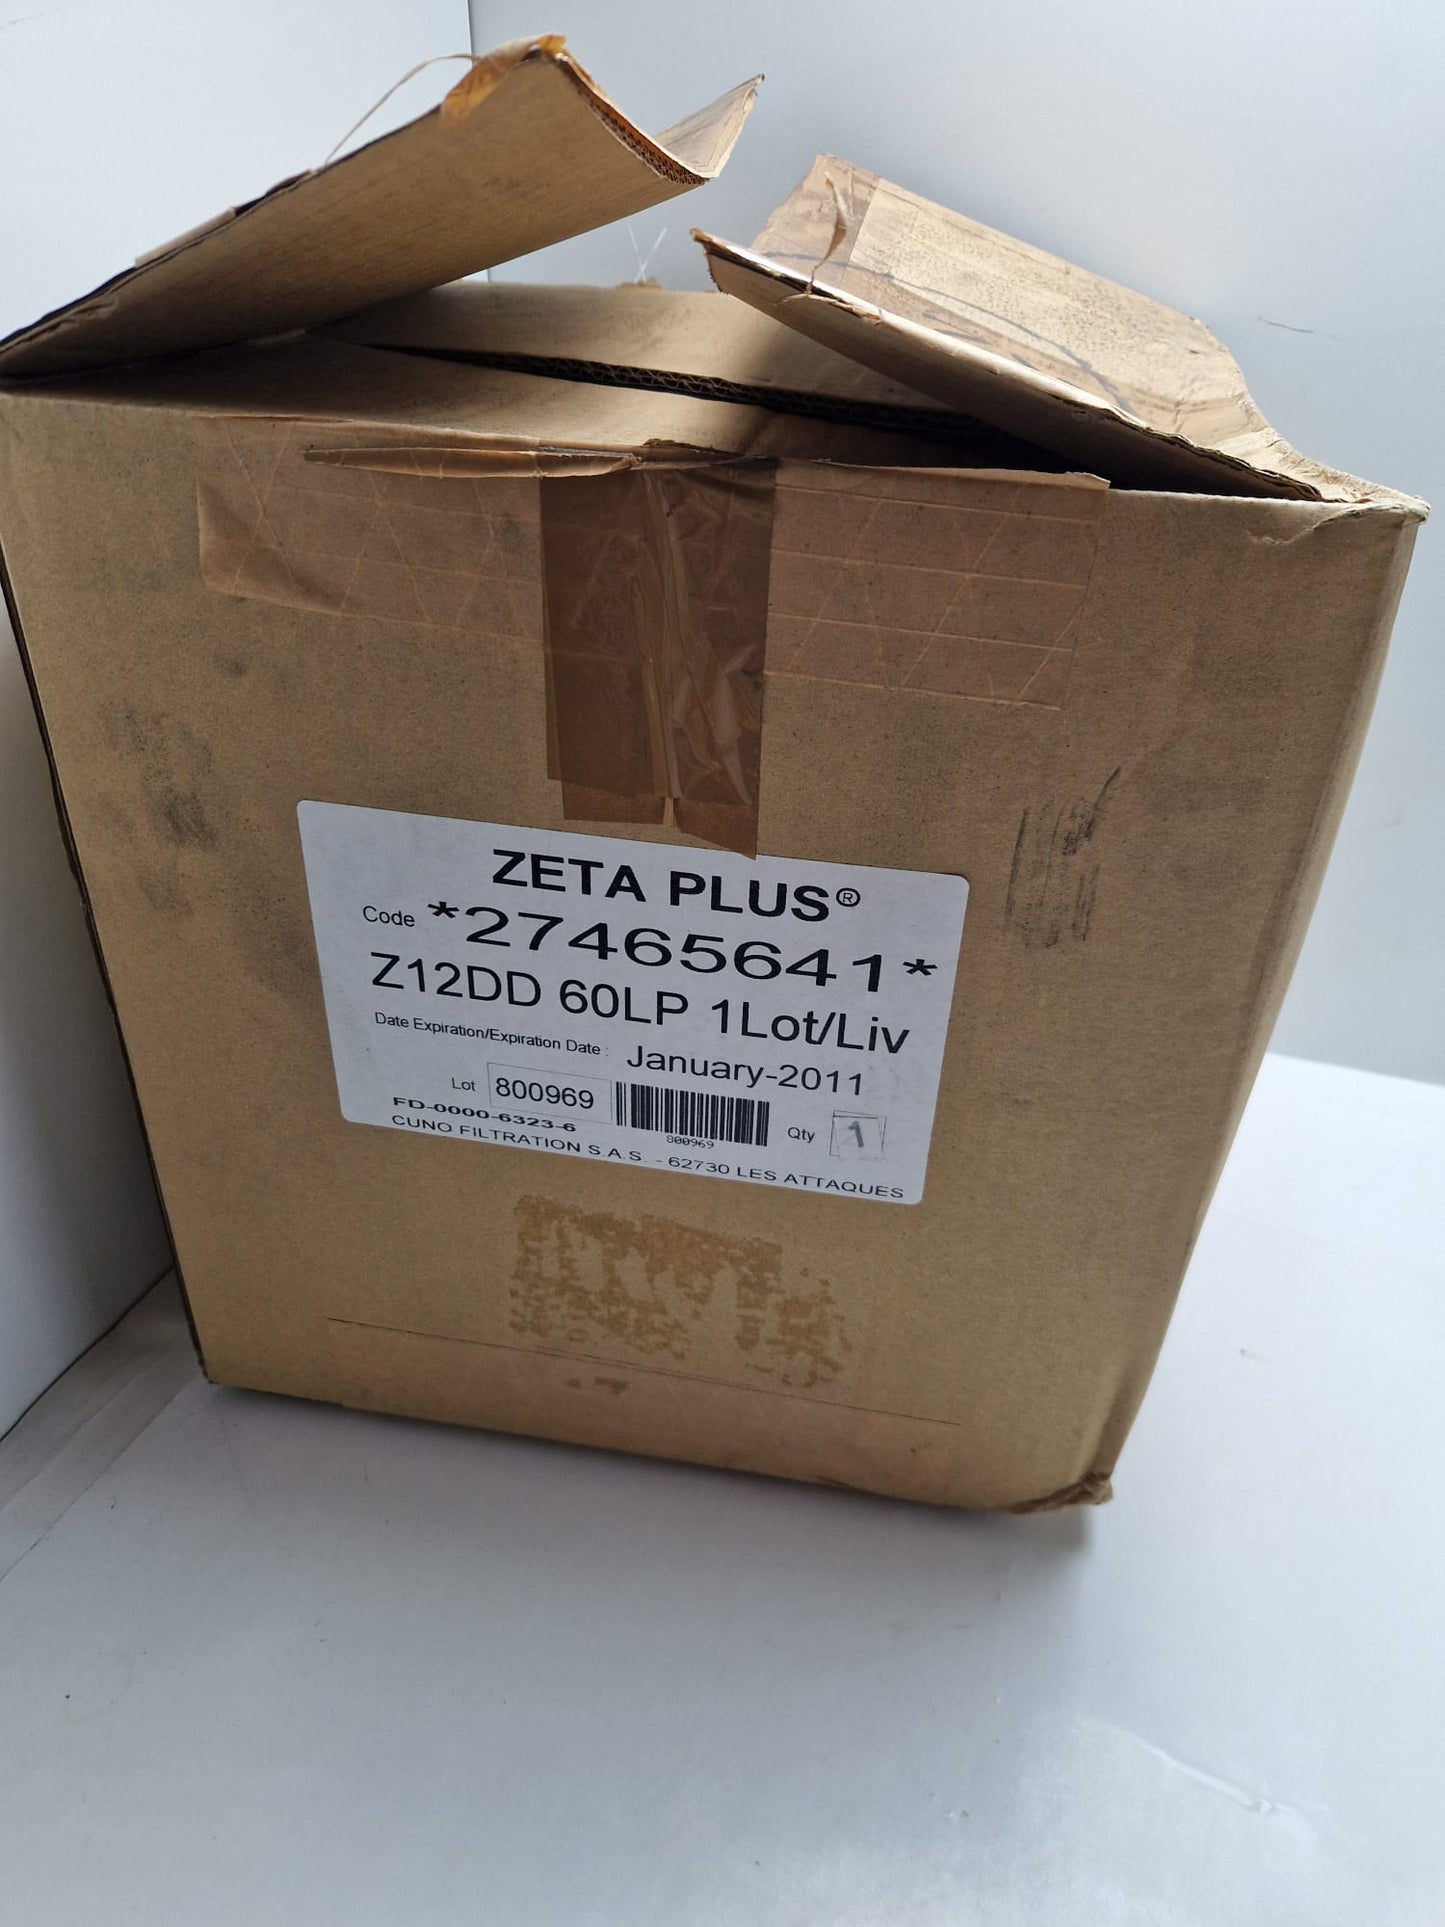 ZETA PLUS®
Code *27465641*
Z12DD 60LP 1Lot/Liv
Date Expiration/Expiration Date : January-2011
Lot 800969
800969
Qty 1
FD-0000-6323-6
CUNO FILTRATION S.A.S. - 62730 LES ATTAQUES